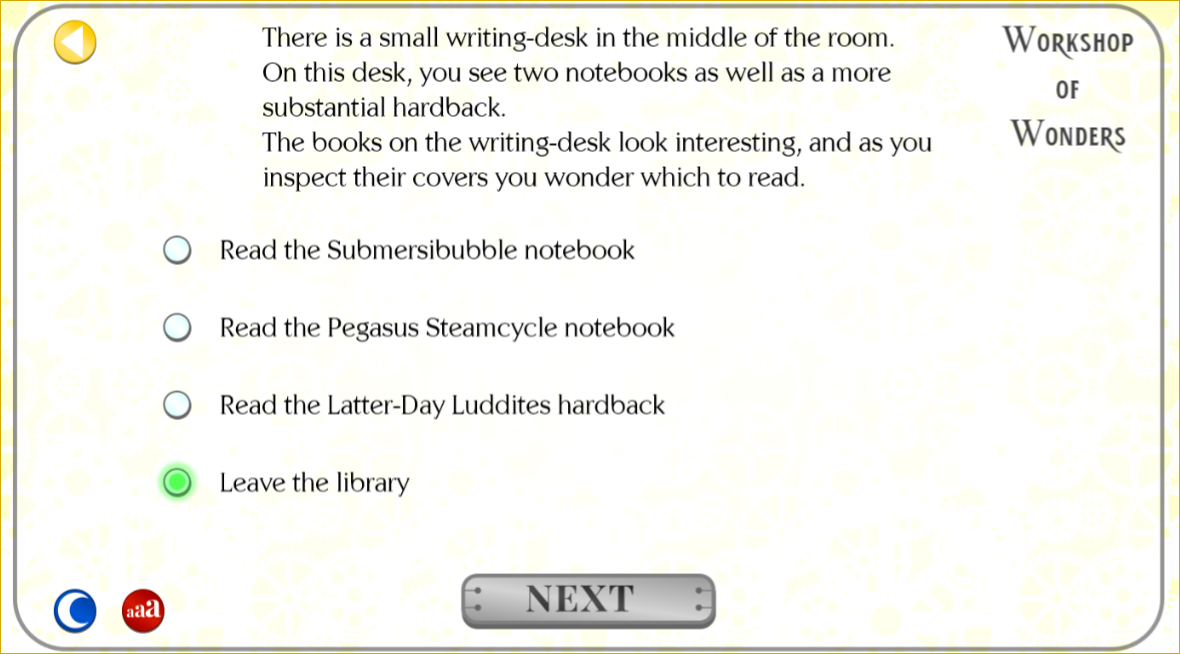 There is a small writing-desk in the middle of the room.
On this desk, you see two notebooks as well as a more
substantial hardback.
The books on the writing-desk look interesting, and as you
inspect their covers you wonder which to read.
WORKSHOP
OF
WONDERS
Read the Submersibubble notebook
Read the Pegasus Steamcycle notebook
Read the Latter-Day Luddites hardback
Leave the library
aaa
NEXT